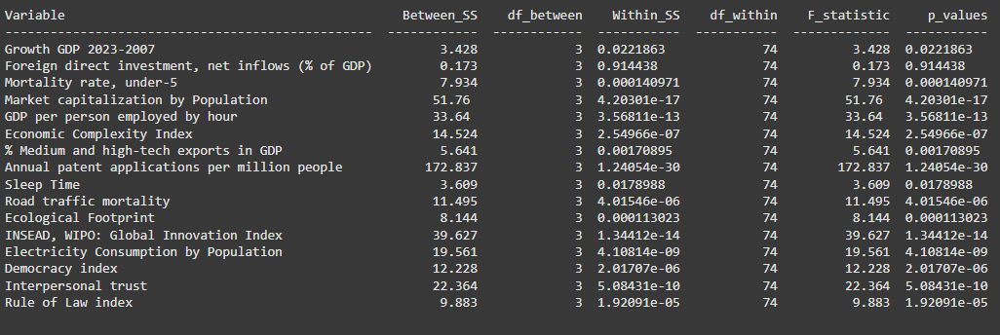 Variable Between_SS df_between Within_SS df_within F_statistic p_values
------------------------------------------------- ------------ ------------ ------------ ----------- ------------- ------------
Growth GDP 2023-2007 3.428 3 0.0221863 74 3.428 0.0221863
Foreign direct investment, net inflows (% of GDP) 0.173 3 0.914438 74 0.173 0.914438
Mortality rate, under-5 7.934 3 0.000140971 74 7.934 0.000140971
Market capitalization by Population 51.76 3 4.20301e-17 74 51.76 4.20301e-17
GDP per person employed by hour 33.64 3 3.56811e-13 74 33.64 3.56811e-13
Economic Complexity Index 14.524 3 2.54966e-07 74 14.524 2.54966e-07
% Medium and high-tech exports in GDP 5.641 3 0.00170895 74 5.641 0.00170895
Annual patent applications per million people 172.837 3 1.24054e-30 74 172.837 1.24054e-30
Sleep Time 3.609 3 0.0178988 74 3.609 0.0178988
Road traffic mortality 11.495 3 4.01546e-06 74 11.495 4.01546e-06
Ecological Footprint 8.144 3 0.000113023 74 8.144 0.000113023
INSEAD, WIPO: Global Innovation Index 39.627 3 1.34412e-14 74 39.627 1.34412e-14
Electricity Consumption by Population 19.561 3 4.10814e-09 74 19.561 4.10814e-09
Democracy index 12.228 3 2.01707e-06 74 12.228 2.01707e-06
Interpersonal trust 22.364 3 5.08431e-10 74 22.364 5.08431e-10
Rule of Law index 9.883 3 1.92091e-05 74 9.883 1.92091e-05